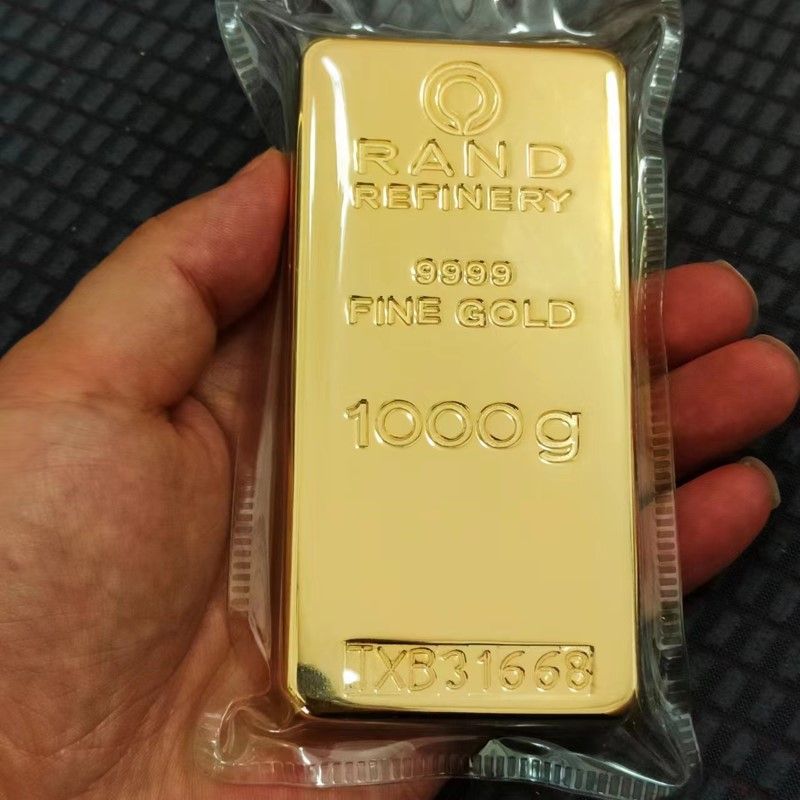 RAND
REFINERY
9999
FINE GOLD
1000g
TXB31668